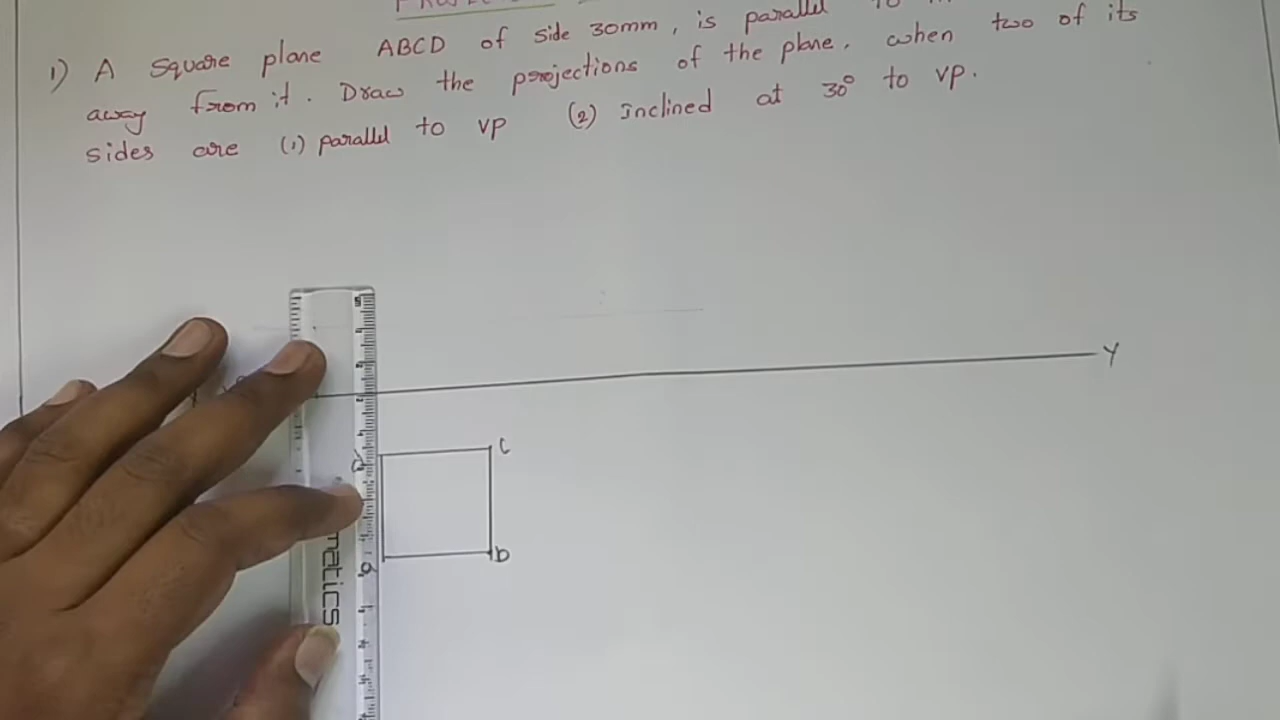 1) A square plane ABCD of side 30mm, is parallel to
away from it. Draw the projections of the plane, when two of its
sides are (1) parallel to VP (2) Inclined at 30° to VP.
Y
c
b
matics